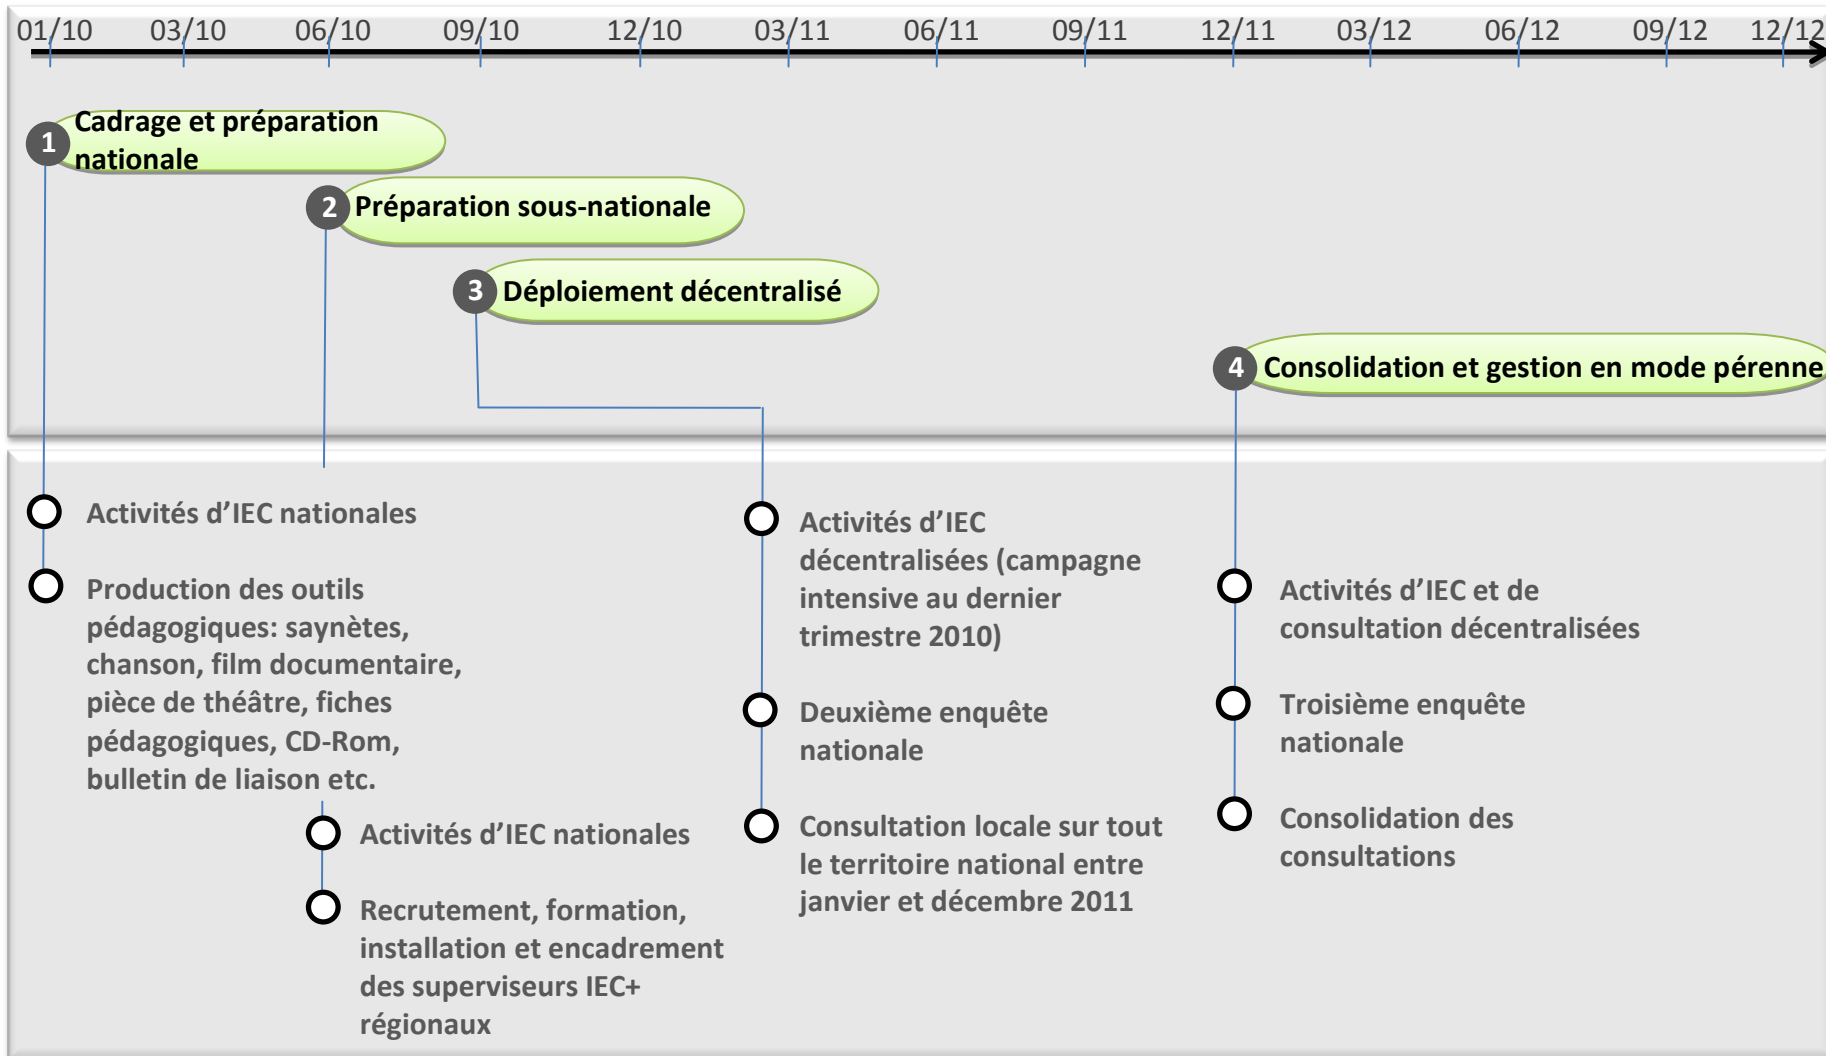 01/10 03/10 06/10 09/10 12/10 03/11 06/11 09/11 12/11 03/12 06/12 09/12 12/12
1 Cadrage et préparation
nationale
2 Préparation sous-nationale
3 Déploiement décentralisé
4 Consolidation et gestion en mode pérenne
Activités d’IEC nationales
Production des outils
pédagogiques: saynètes,
chanson, film documentaire,
pièce de théâtre, fiches
pédagogiques, CD-Rom,
bulletin de liaison etc.
Activités d’IEC nationales
Recrutement, formation,
installation et encadrement
des superviseurs IEC+
régionaux
Activités d’IEC
décentralisées (campagne
intensive au dernier
trimestre 2010)
Deuxième enquête
nationale
Consultation locale sur tout
le territoire national entre
janvier et décembre 2011
Activités d’IEC et de
consultation décentralisées
Troisième enquête
nationale
Consolidation des
consultations